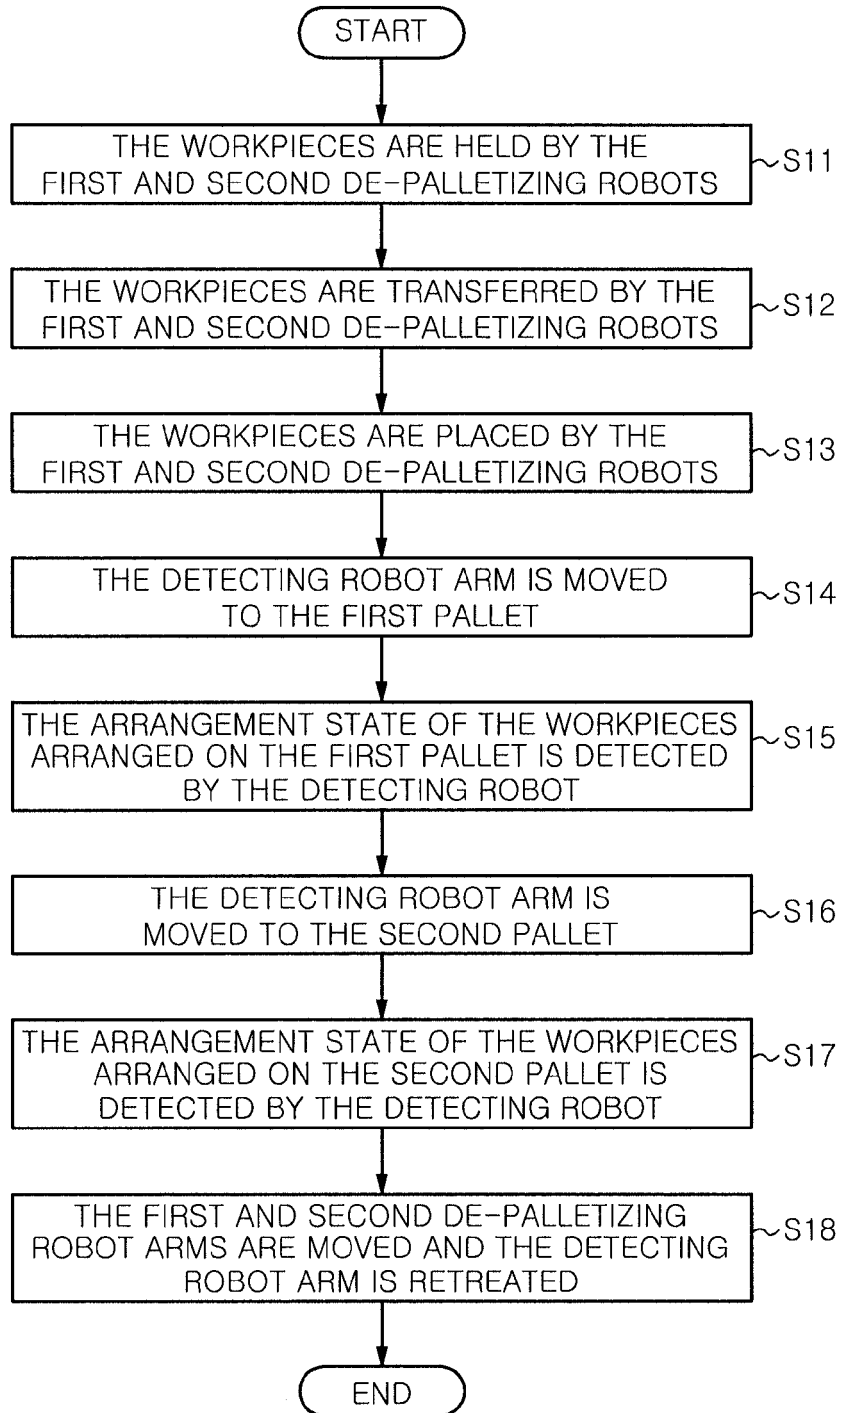 START
THE WORKPIECES ARE HELD BY THE
FIRST AND SECOND DE-PALLETIZING ROBOTS
S11
THE WORKPIECES ARE TRANSFERRED BY THE
FIRST AND SECOND DE-PALLETIZING ROBOTS
S12
THE WORKPIECES ARE PLACED BY THE
FIRST AND SECOND DE-PALLETIZING ROBOTS
S13
THE DETECTING ROBOT ARM IS MOVED
TO THE FIRST PALLET
S14
THE ARRANGEMENT STATE OF THE WORKPIECES
ARRANGED ON THE FIRST PALLET IS DETECTED
BY THE DETECTING ROBOT
S15
THE DETECTING ROBOT ARM IS
MOVED TO THE SECOND PALLET
S16
THE ARRANGEMENT STATE OF THE WORKPIECES
ARRANGED ON THE SECOND PALLET IS
DETECTED BY THE DETECTING ROBOT
S17
THE FIRST AND SECOND DE-PALLETIZING
ROBOT ARMS ARE MOVED AND THE DETECTING
ROBOT ARM IS RETREATED
S18
END